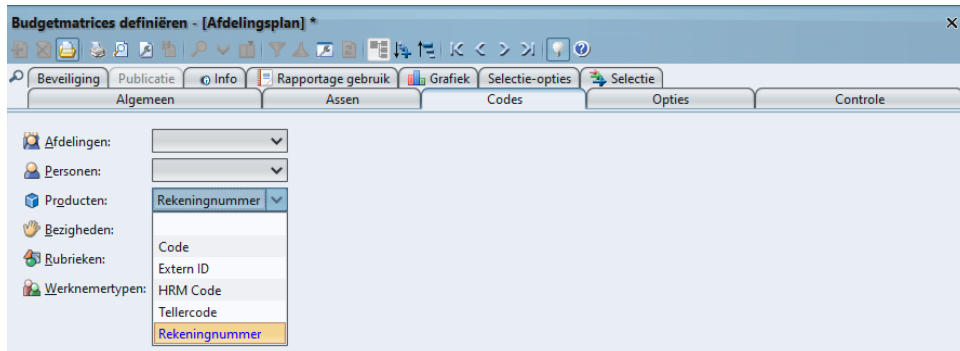 Budgetmatrices definiëren - [Afdelingsplan] *
Beveiliging Publicatie Info Rapportage gebruik Grafiek Selectie-opties Selectie
Algemeen Assen Codes Opties Controle
Afdelingen:
Personen:
Producten: Rekeningnummer
Bezigheden:
Code
Rubrieken:
Extern ID
Werknemertypen: HRM Code
Tellercode
Rekeningnummer